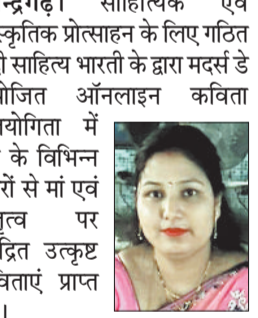 न्द्रगढ़। साहित्यिक एवं
स्कृतिक प्रोत्साहन के लिए गठित
दी साहित्य भारती के द्वारा मदर्स डे
योजित ऑनलाइन कविता
योगिता में
के विभिन्न
रों से मां एवं
तृत्व पर
द्रित उत्कृष्ट
विताएं प्राप्त
।